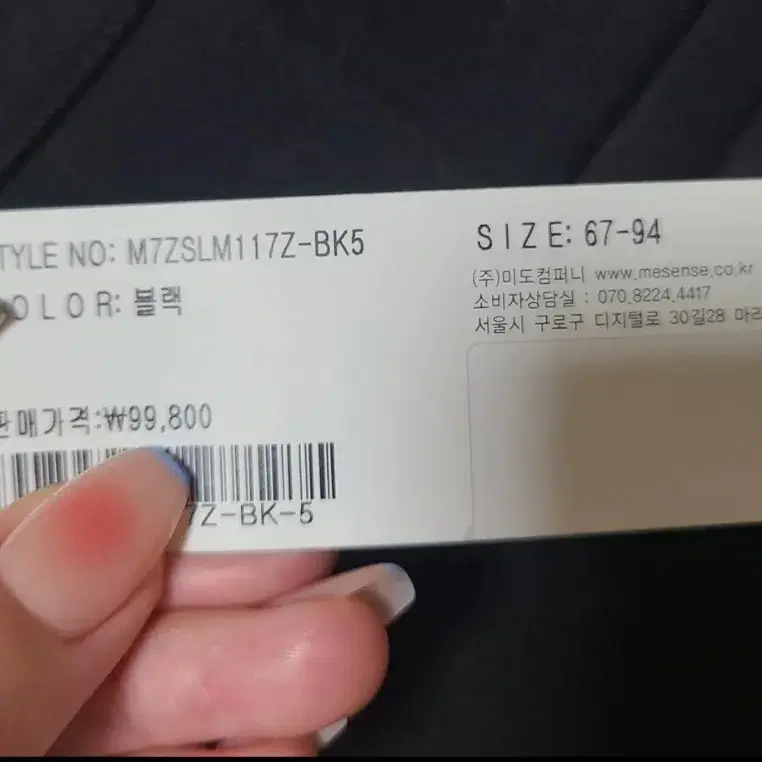 TYLE NO: M7ZSLM117Z-BK5
OLOR: 블랙
판매가격:₩99,800
7Z-BK-5
SIZE: 67-94
(주)미도컴퍼니 www.mesense.co.kr
소비자상담실 : 070.8224.4417
서울시 구로구 디지털로 30길28 마리